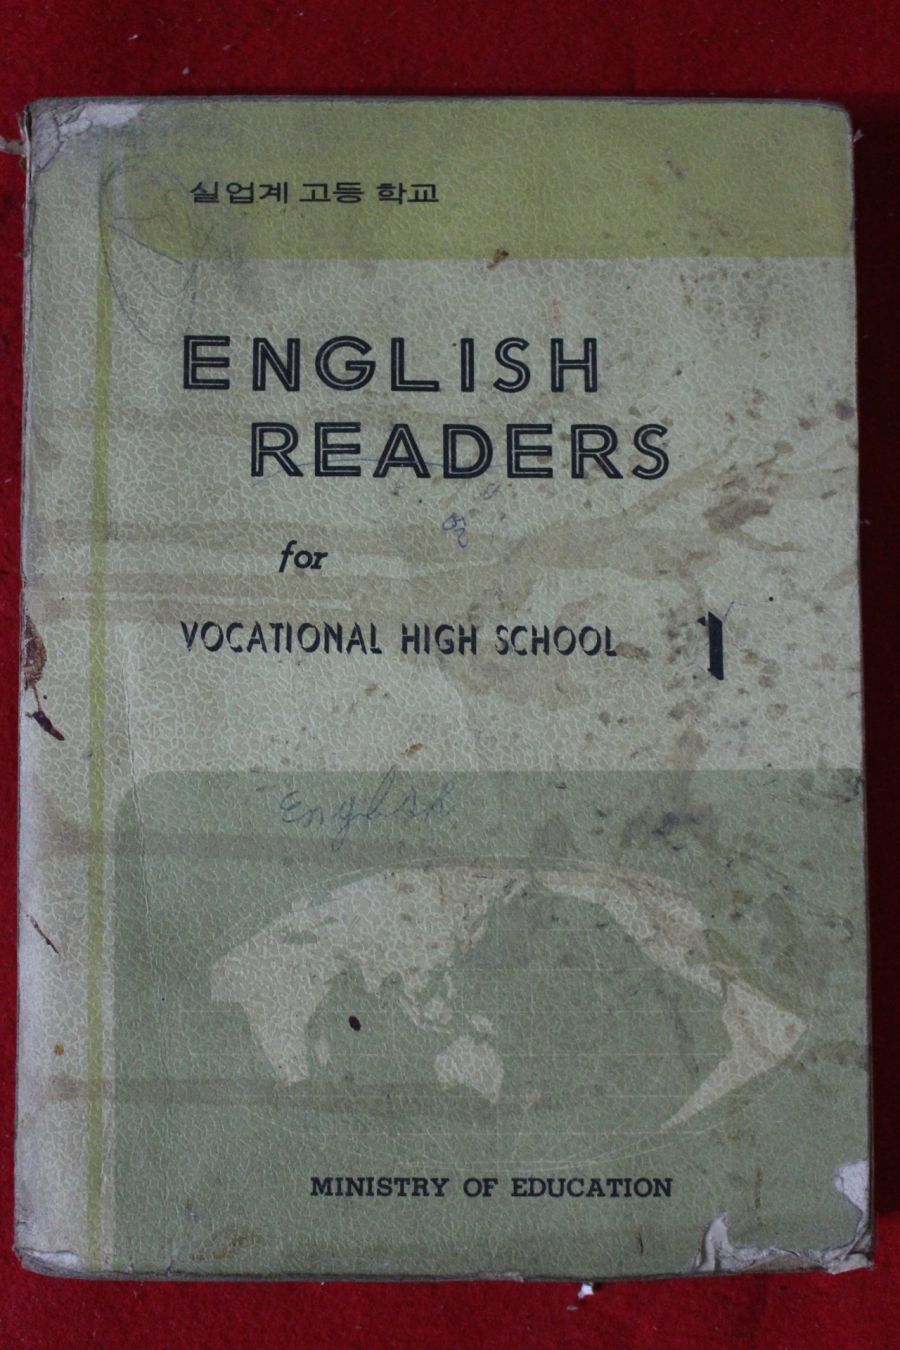 실업계 고등 학교
ENGLISH
READERS
for
VOCATIONAL HIGH SCHOOL 1
English
MINISTRY OF EDUCATION